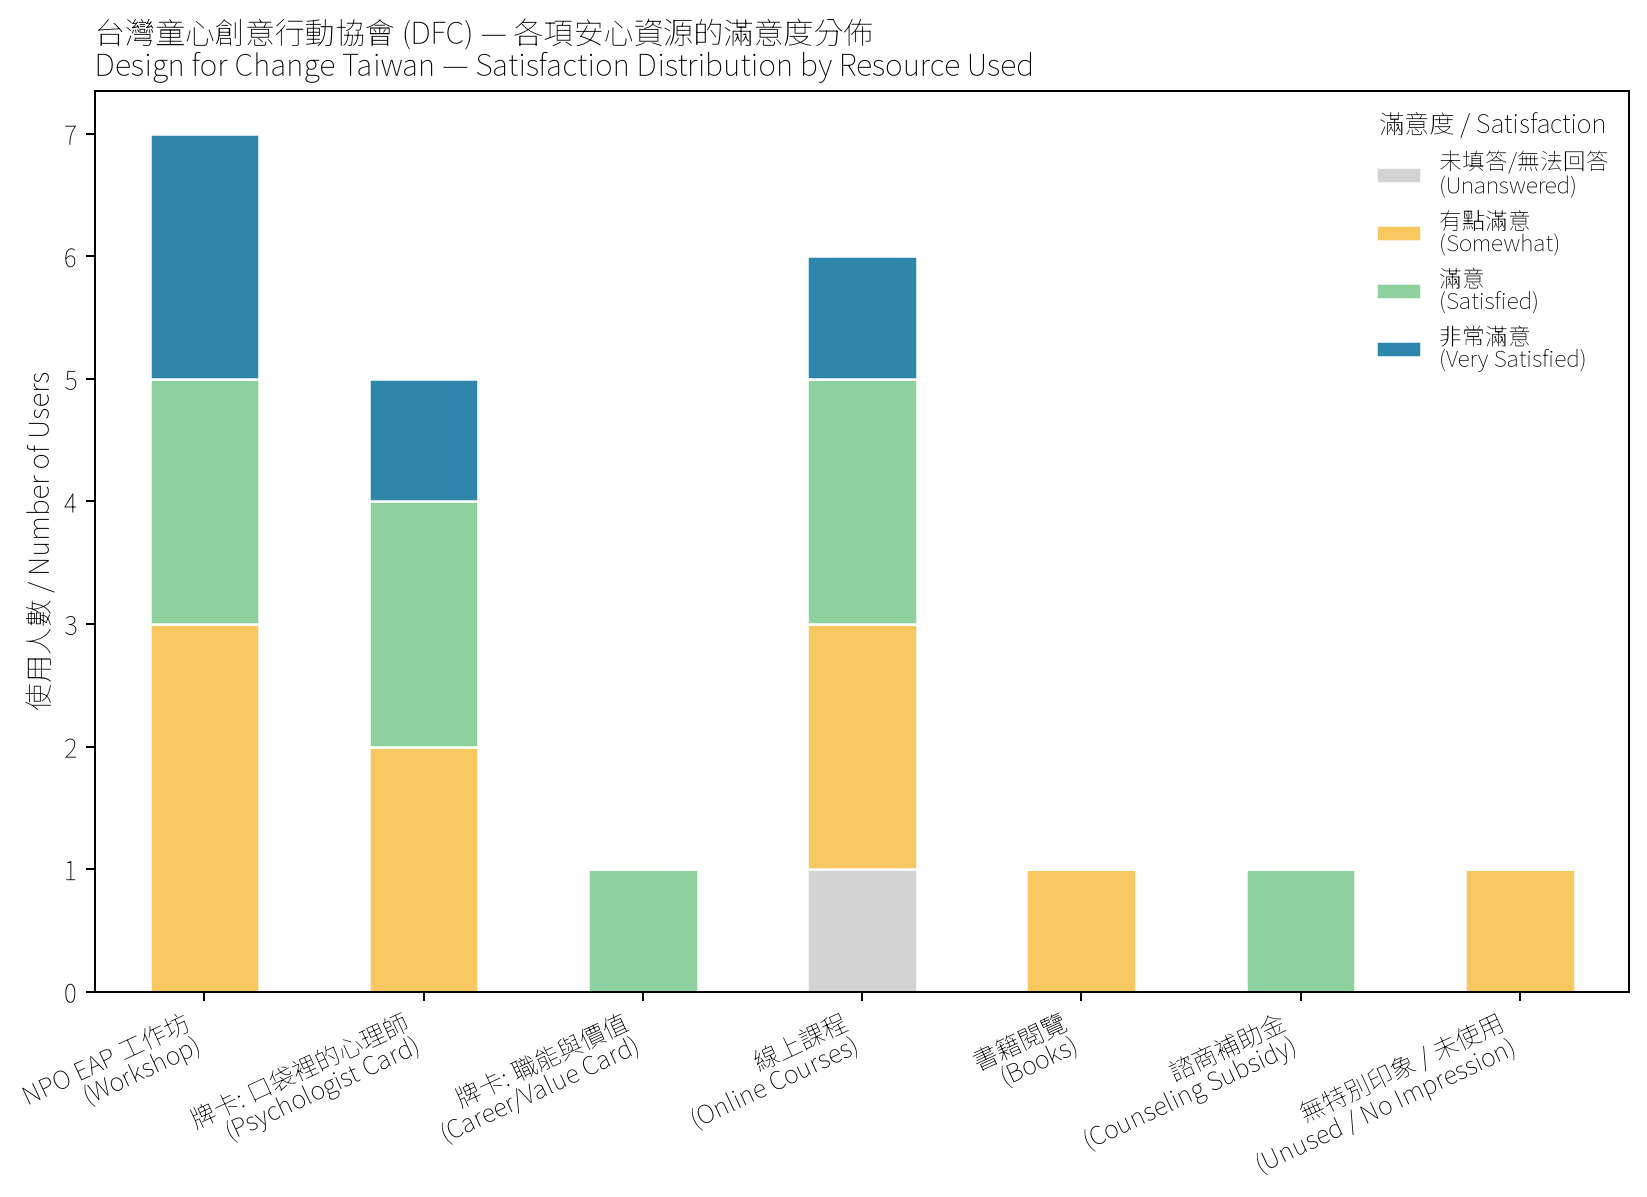 台灣童心創意行動協會 (DFC) — 各項安心資源的滿意度分佈
Design for Change Taiwan — Satisfaction Distribution by Resource Used
滿意度 / Satisfaction
未填答/無法回答
(Unanswered)
有點滿意
(Somewhat)
滿意
(Satisfied)
非常滿意
(Very Satisfied)
使用人數 / Number of Users
7
6
5
4
3
2
1
0
NPO EAP 工作坊
(Workshop)
牌卡: 口袋裡的心理師
(Psychologist Card)
牌卡: 職能與價值
(Career/Value Card)
線上課程
(Online Courses)
書籍閱覽
(Books)
諮商補助金
(Counseling Subsidy)
無特別印象 / 未使用
(Unused / No Impression)